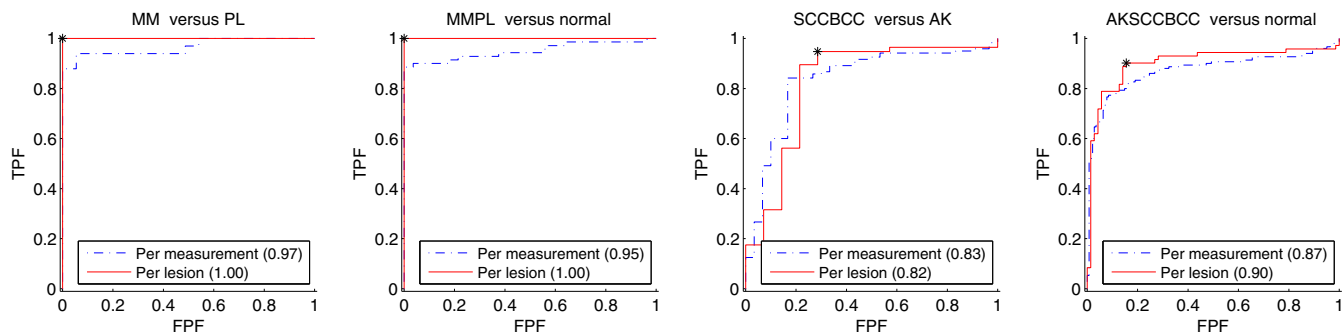 MM versus PL
TPF
1
0.8
0.6
0.4
0.2
0
0 0.2 0.4 0.6 0.8 1
FPF
Per measurement (0.97)
Per lesion (1.00)
MMPL versus normal
TPF
1
0.8
0.6
0.4
0.2
0
0 0.2 0.4 0.6 0.8 1
FPF
Per measurement (0.95)
Per lesion (1.00)
SCCBCC versus AK
TPF
1
0.8
0.6
0.4
0.2
0
0 0.2 0.4 0.6 0.8 1
FPF
Per measurement (0.83)
Per lesion (0.82)
AKSCCBCC versus normal
TPF
1
0.8
0.6
0.4
0.2
0
0 0.2 0.4 0.6 0.8 1
FPF
Per measurement (0.87)
Per lesion (0.90)